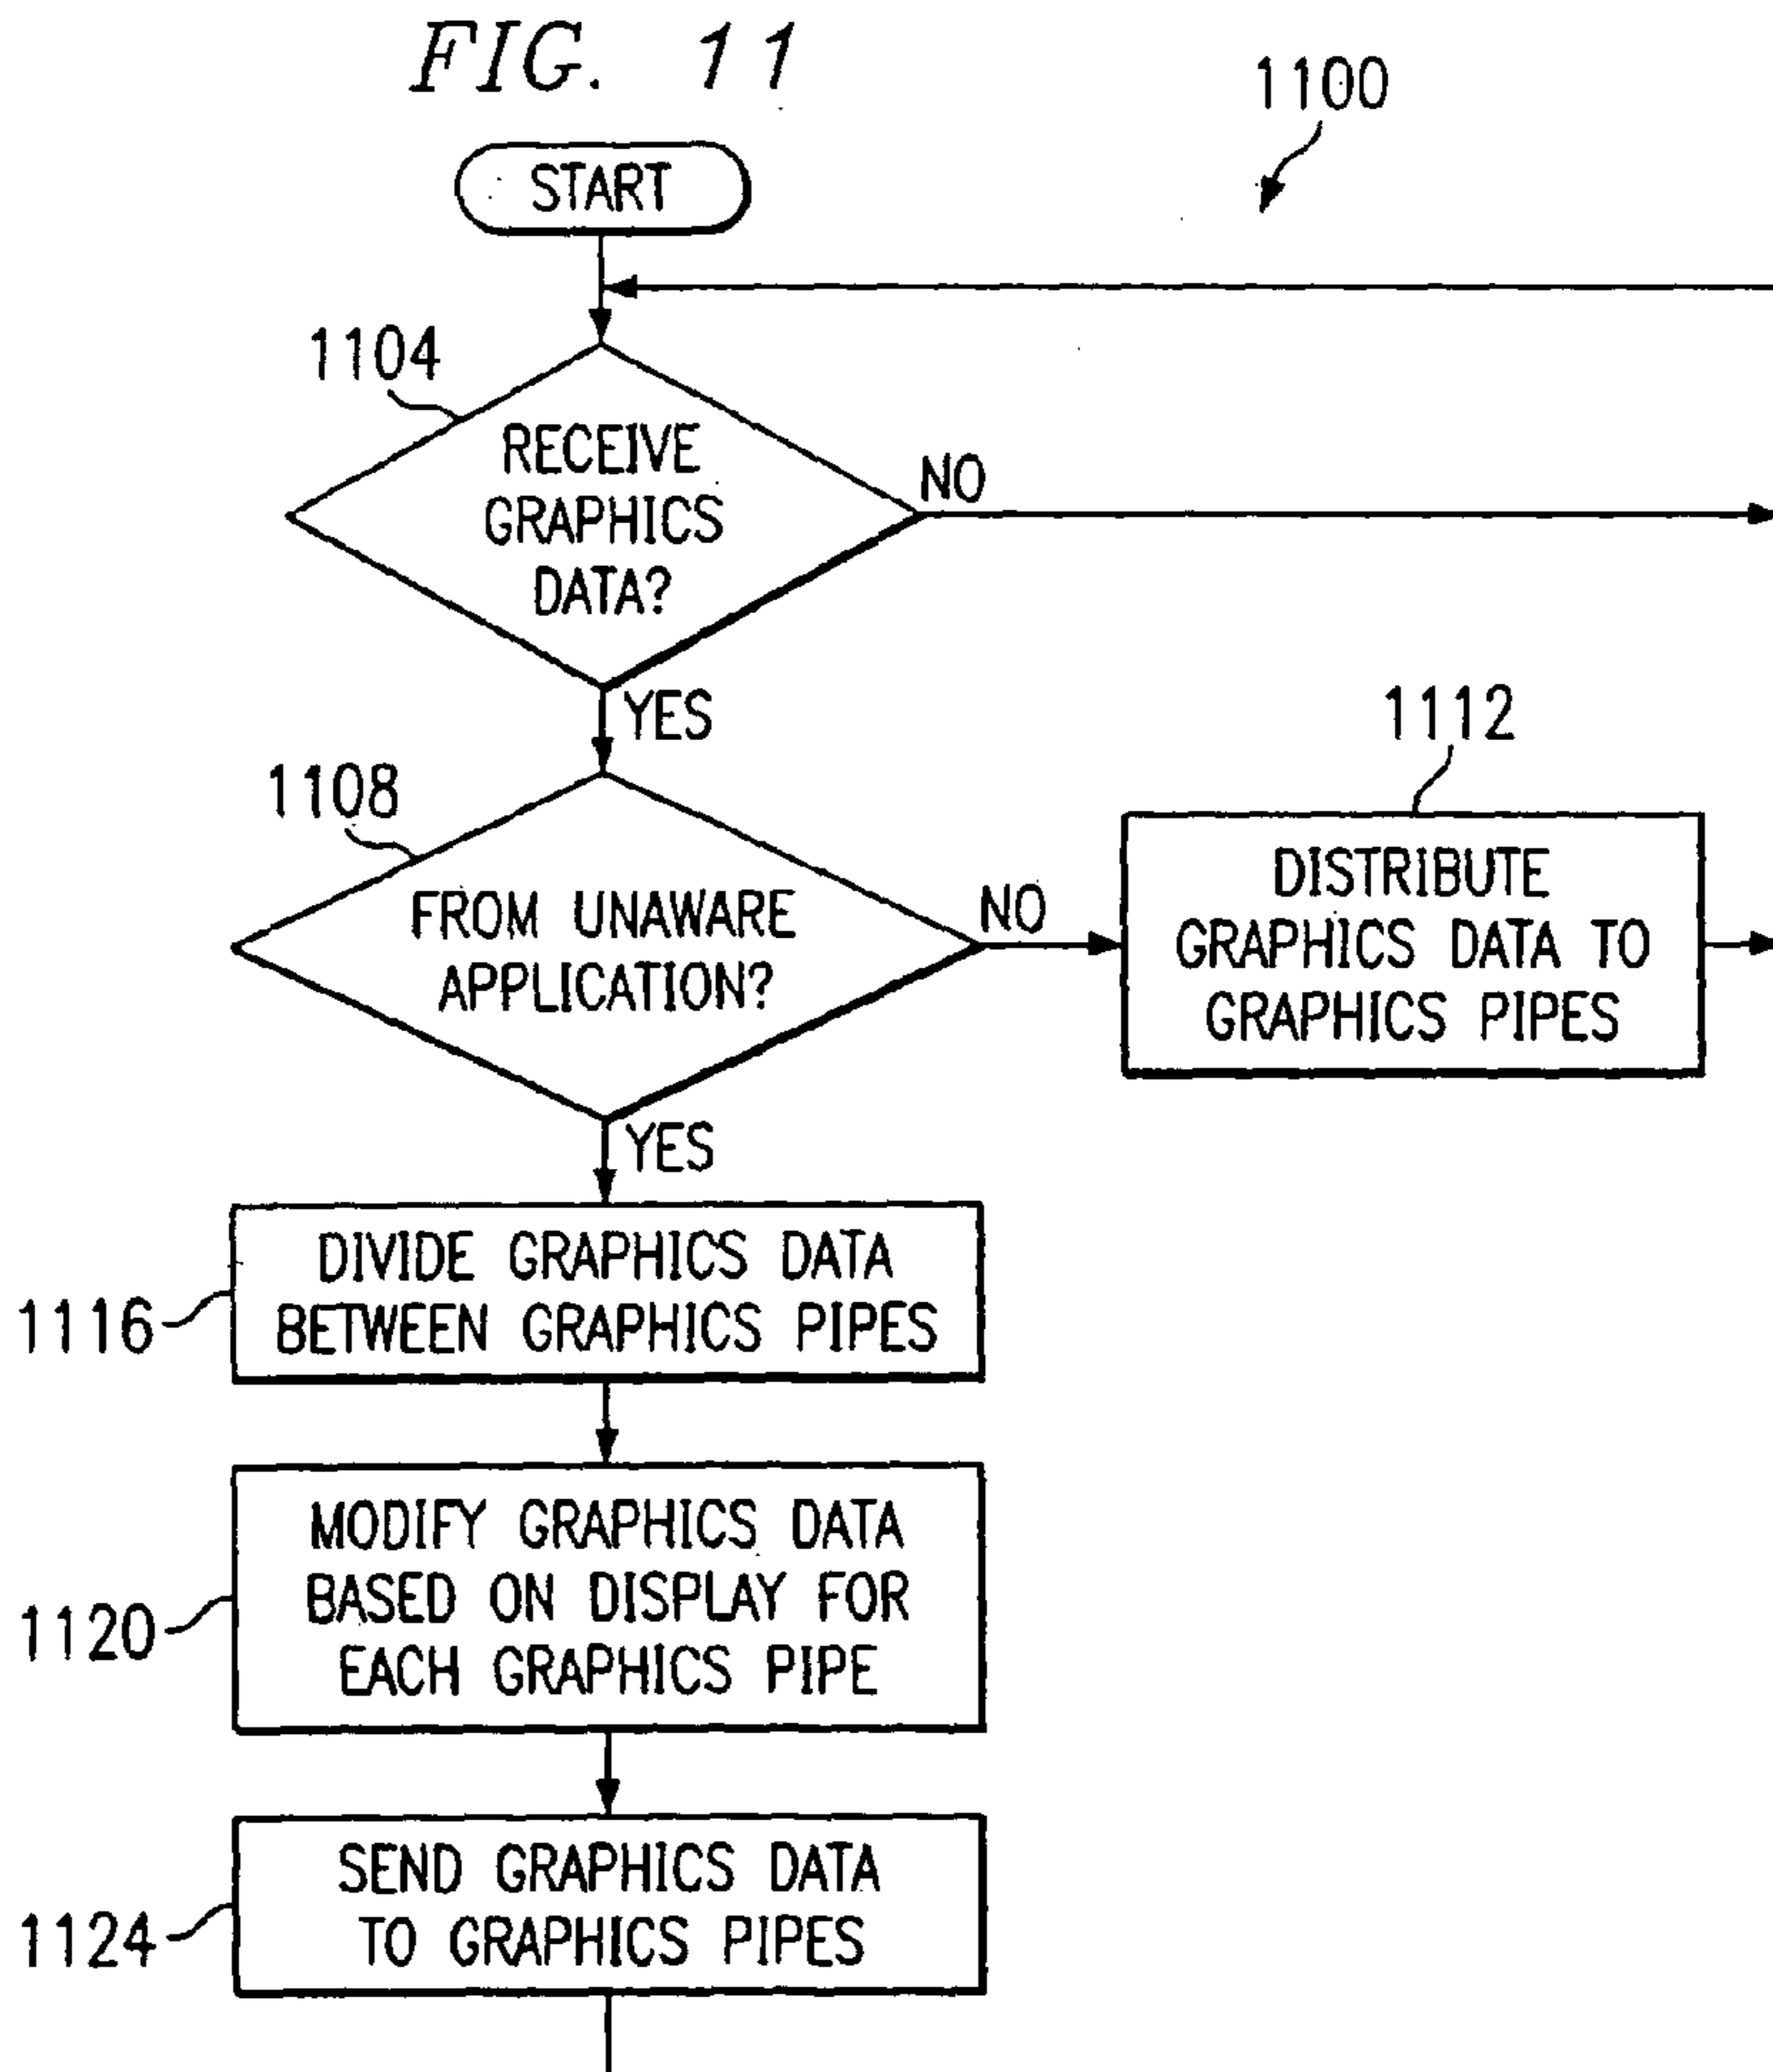 FIG. 11
1100
START
1104
RECEIVE
GRAPHICS
DATA?
NO
YES
1108
FROM UNAWARE
APPLICATION?
NO
1112
DISTRIBUTE
GRAPHICS DATA TO
GRAPHICS PIPES
YES
1116
DIVIDE GRAPHICS DATA
BETWEEN GRAPHICS PIPES
1120
MODIFY GRAPHICS DATA
BASED ON DISPLAY FOR
EACH GRAPHICS PIPE
1124
SEND GRAPHICS DATA
TO GRAPHICS PIPES